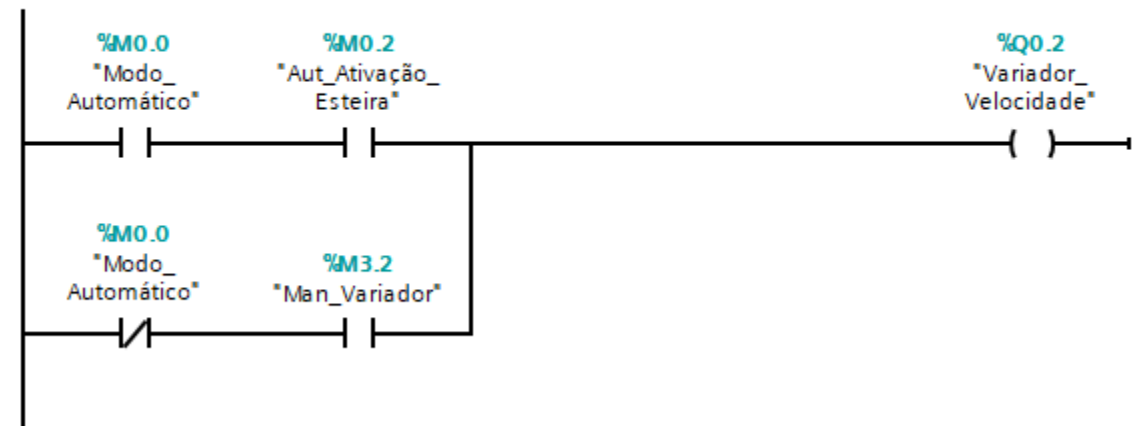 %M0.0
"Modo_
Automático"
%M0.2
"Aut_Ativação_
Esteira"
%Q0.2
"Variador_
Velocidade"
%M0.0
"Modo_
Automático"
%M3.2
"Man_Variador"